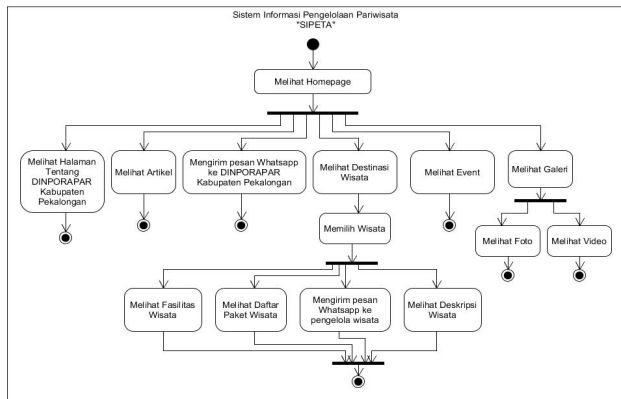 Sistem Informasi Pengelolaan Pariwisata
"SIPETA"
Melihat Homepage
Melihat Halaman
Tentang
DINPORAPAR
Kabupaten
Pekalongan
Melihat Artikel
Mengirim pesan Whatsapp
ke DINPORAPAR
Kabupaten Pekalongan
Melihat Destinasi
Wisata
Melihat Event
Melihat Galeri
Memilih Wisata
Melihat Foto
Melihat Video
Melihat Fasilitas
Wisata
Melihat Daftar
Paket Wisata
Mengirim pesan
Whatsapp ke
pengelola wisata
Melihat Deskripsi
Wisata